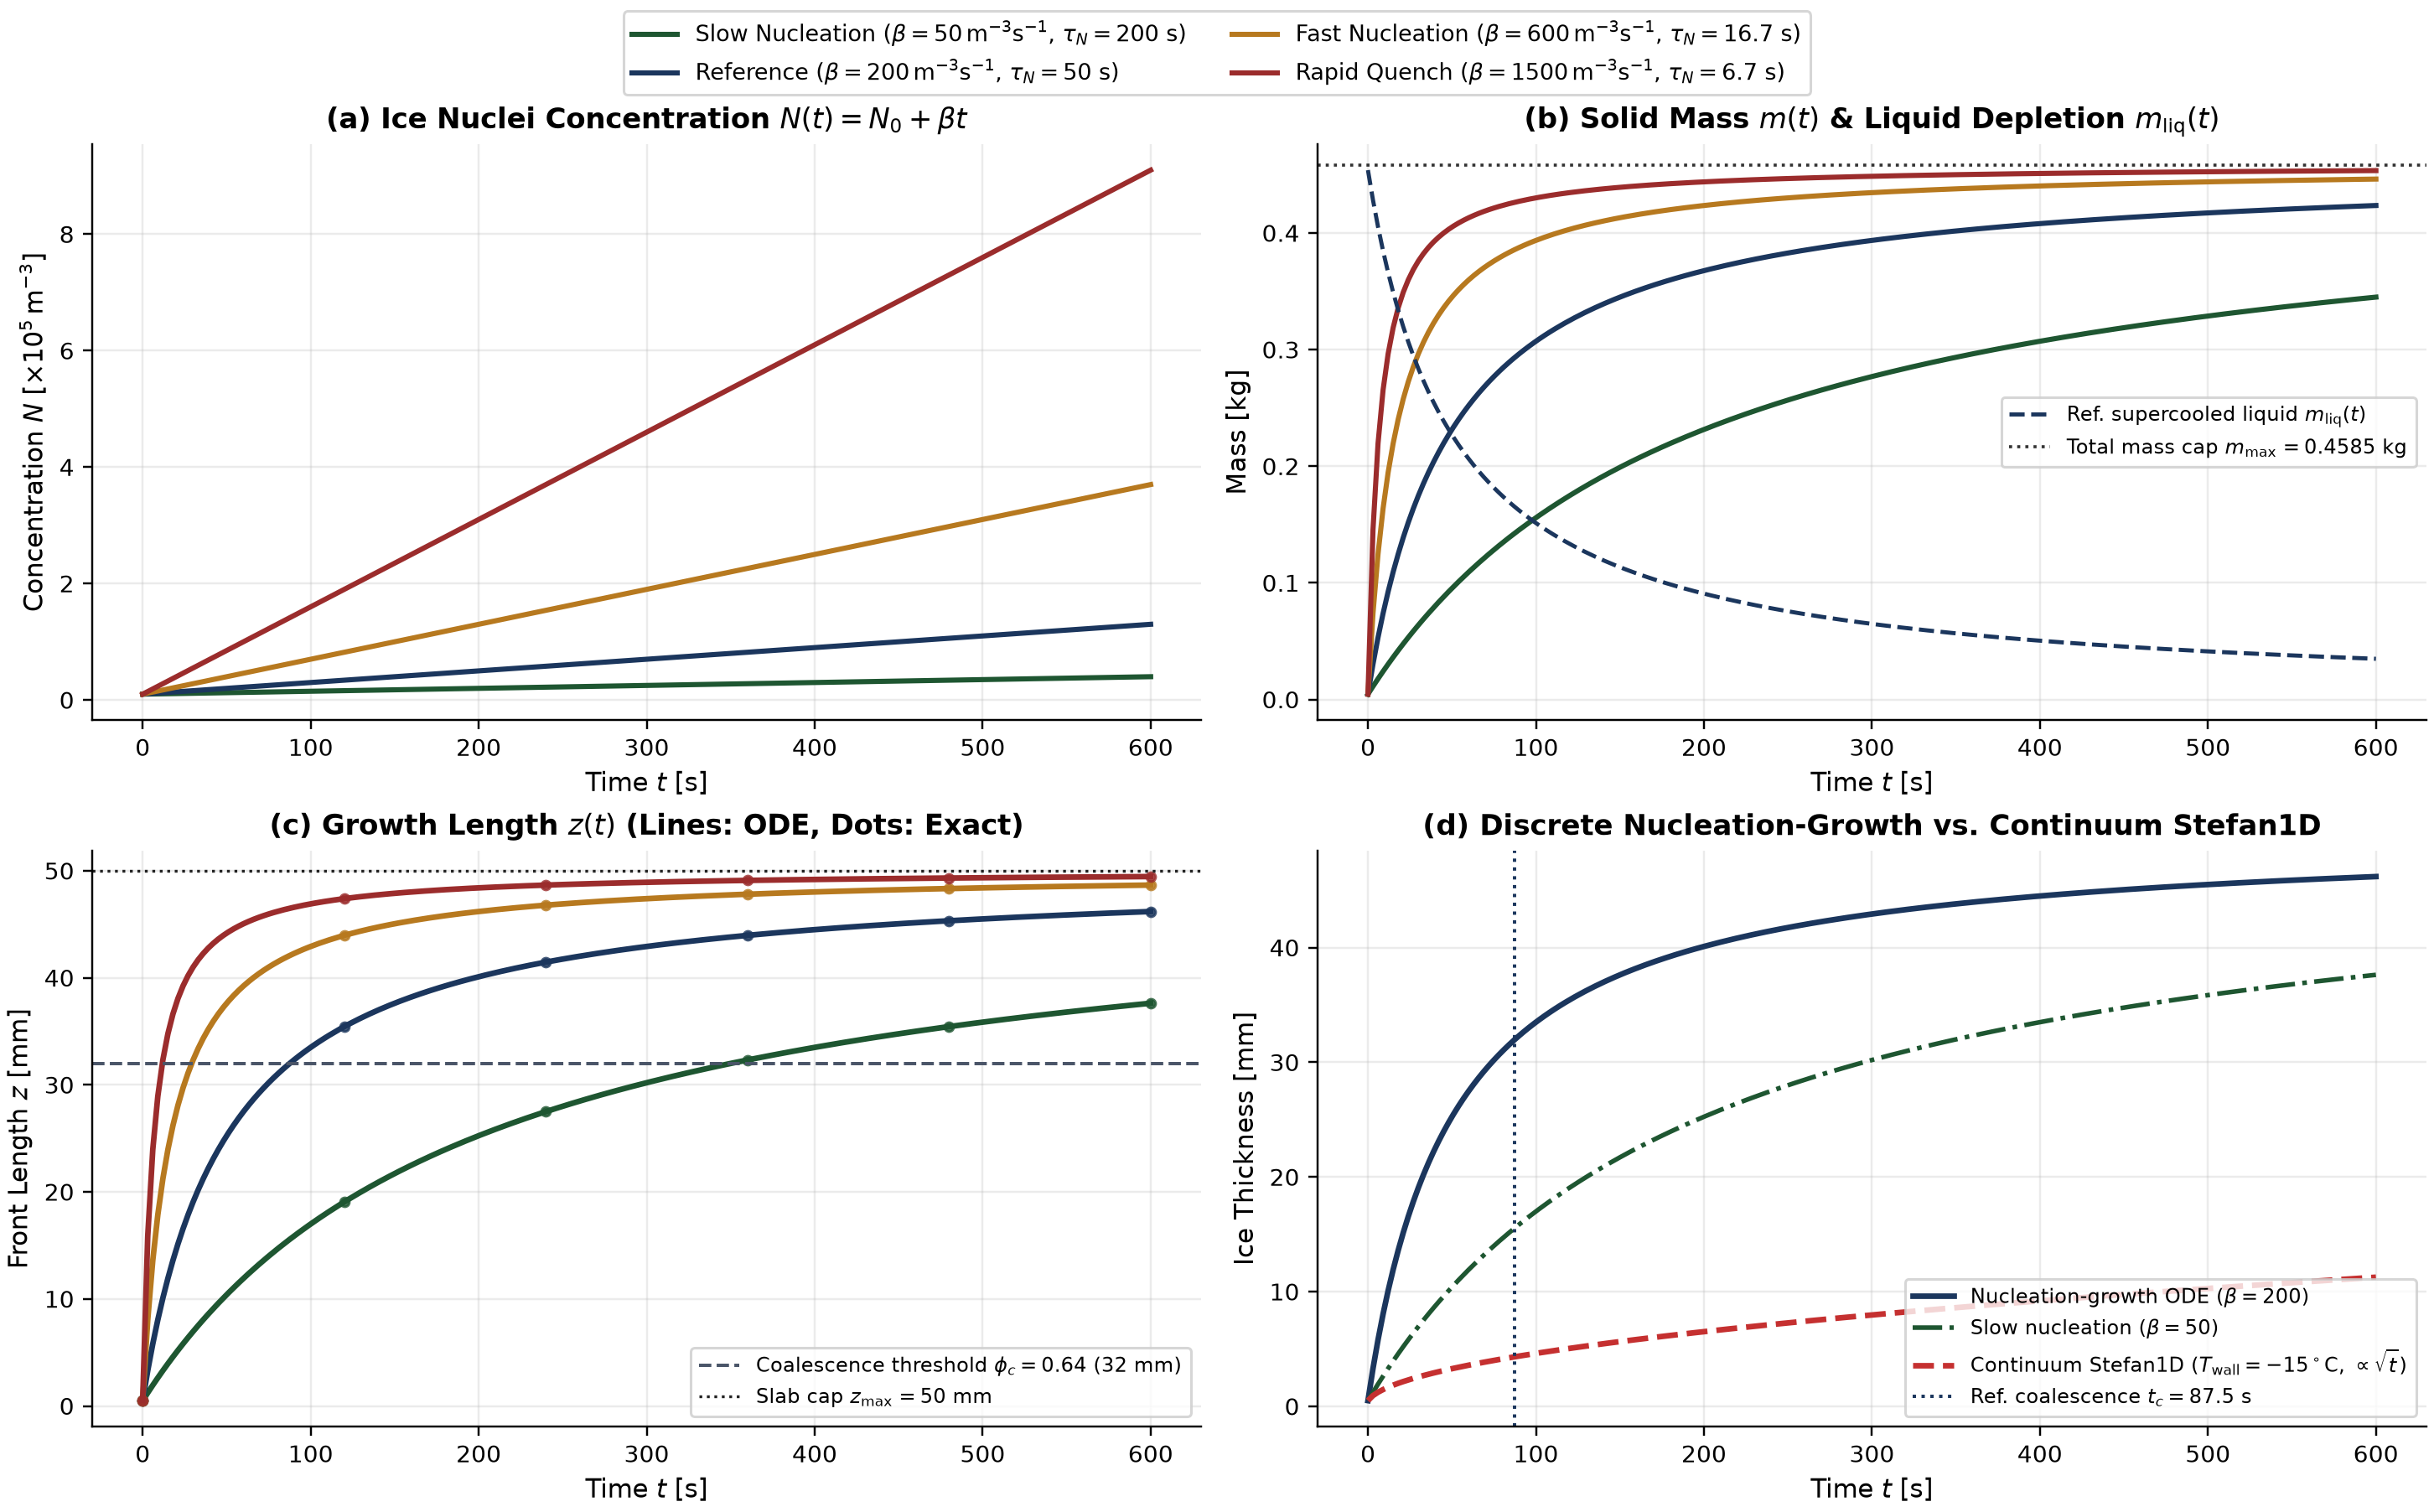 Slow Nucleation (β = 50 m⁻³s⁻¹, τ_N = 200 s)
Reference (β = 200 m⁻³s⁻¹, τ_N = 50 s)
Fast Nucleation (β = 600 m⁻³s⁻¹, τ_N = 16.7 s)
Rapid Quench (β = 1500 m⁻³s⁻¹, τ_N = 6.7 s)
(a) Ice Nuclei Concentration N(t) = N₀ + βt
Concentration N [×10⁵ m⁻³]
8
6
4
2
0
0 100 200 300 400 500 600
Time t [s]
(b) Solid Mass m(t) & Liquid Depletion m_liq(t)
Mass [kg]
0.4
0.3
0.2
0.1
0.0
Ref. supercooled liquid m_liq(t)
Total mass cap m_max = 0.4585 kg
0 100 200 300 400 500 600
Time t [s]
(c) Growth Length z(t) (Lines: ODE, Dots: Exact)
Front Length z [mm]
50
40
30
20
10
0
Coalescence threshold ϕ_c = 0.64 (32 mm)
Slab cap z_max = 50 mm
0 100 200 300 400 500 600
Time t [s]
(d) Discrete Nucleation-Growth vs. Continuum Stefan1D
Ice Thickness [mm]
40
30
20
10
0
Nucleation-growth ODE (β = 200)
Slow nucleation (β = 50)
Continuum Stefan1D (T_wall = −15°C, ∝ √t)
Ref. coalescence t_c = 87.5 s
0 100 200 300 400 500 600
Time t [s]